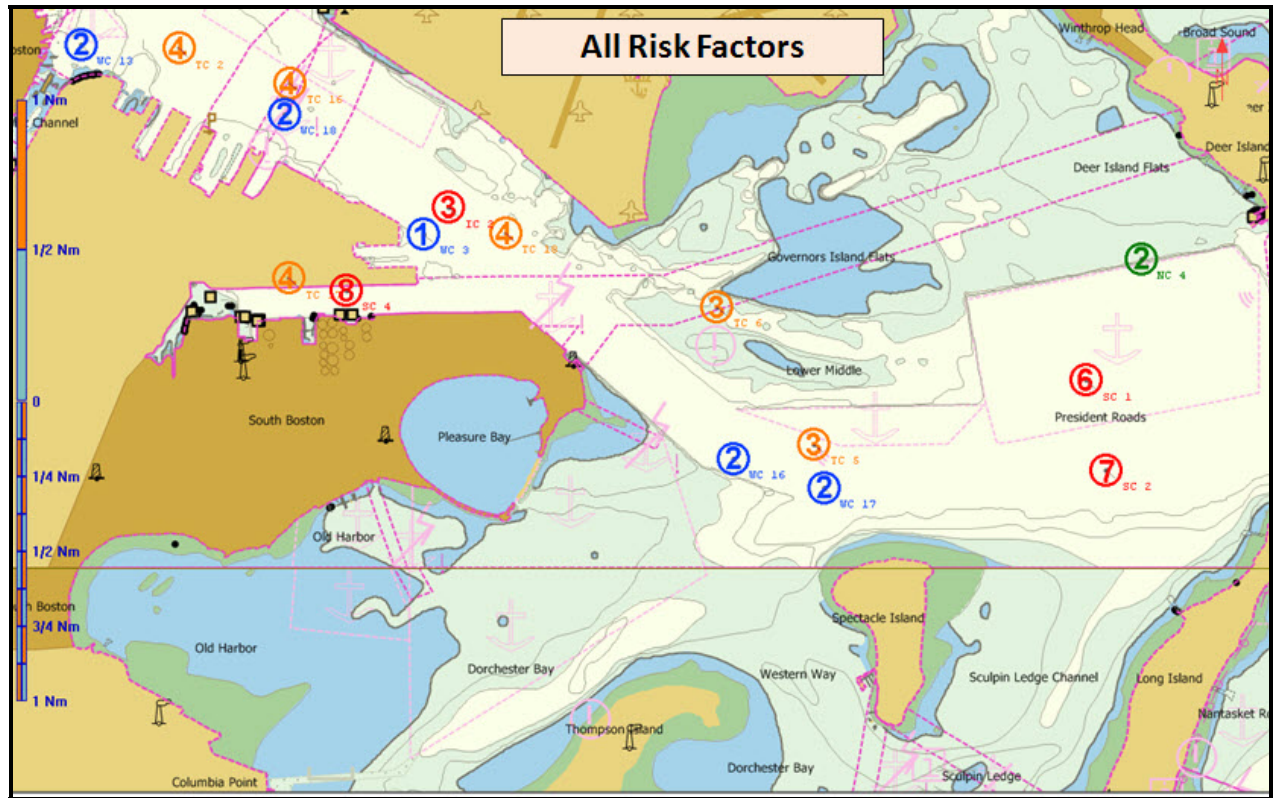 All Risk Factors
Winthrop Head
Broad Sound
2
WC 13
4
TC 2
4
TC 16
2
WC 18
1 Nm
Channel
Deer Island
Deer Island Flats
3
1
WC 3
4
TC 18
1/2 Nm
Governors Island Flats
2
NC 4
4
8
SC 4
3
TC 6
Lower Middle
6
SC 1
President Roads
0
South Boston
Pleasure Bay
3
TC 5
2
WC 16
2
WC 17
7
SC 2
1/4 Nm
Old Harbor
1/2 Nm
Boston
3/4 Nm
Old Harbor
Spectacle Island
Dorchester Bay
Western Way
Sculpin Ledge Channel
Long Island
1 Nm
Nantasket
Thompson Island
Columbia Point
Dorchester Bay
Sculpin Ledge